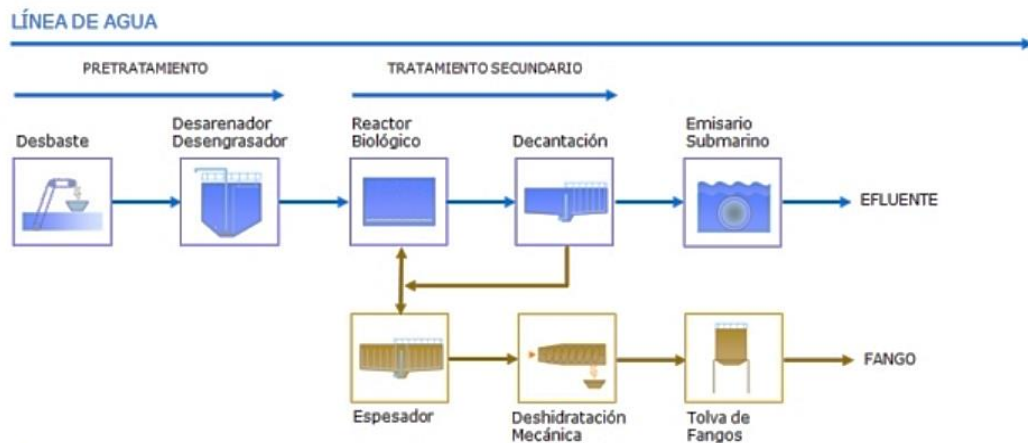 LÍNEA DE AGUA
PRETRATAMIENTO
TRATAMIENTO SECUNDARIO
Desbaste
Desarenador
Desengrasador
Reactor
Biológico
Decantación
Emisario
Submarino
EFLUENTE
FANGO
Espesador
Deshidratación
Mecánica
Tolva de
Fangos